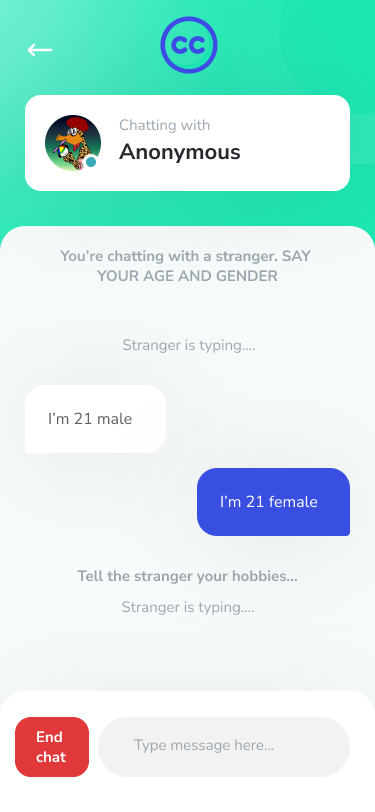 cc
Chatting with
Anonymous
You’re chatting with a stranger. SAY
YOUR AGE AND GENDER
Stranger is typing....
I’m 21 male
I’m 21 female
Tell the stranger your hobbies...
Stranger is typing....
End
chat
Type message here...